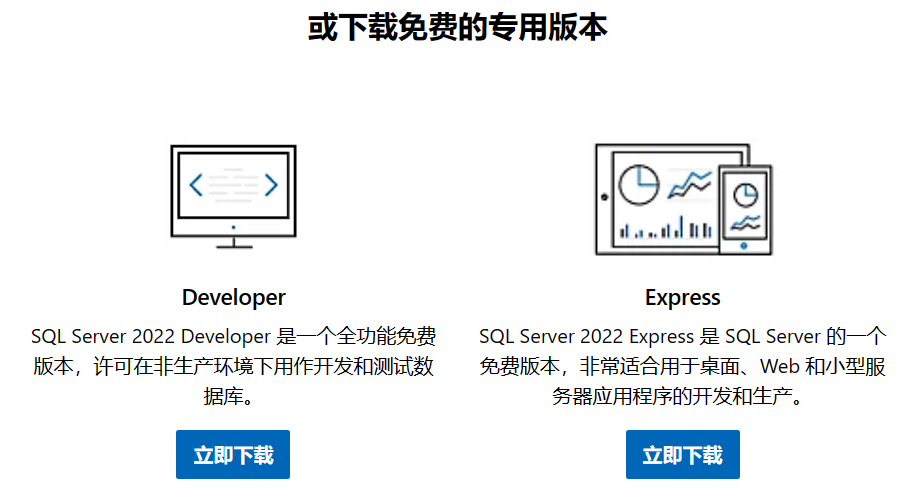 或下载免费的专用版本
Developer
SQL Server 2022 Developer 是一个全功能免费
版本，许可在非生产环境下用作开发和测试数
据库。
立即下载
Express
SQL Server 2022 Express 是 SQL Server 的一个
免费版本，非常适合用于桌面、Web 和小型服
务器应用程序的开发和生产。
立即下载